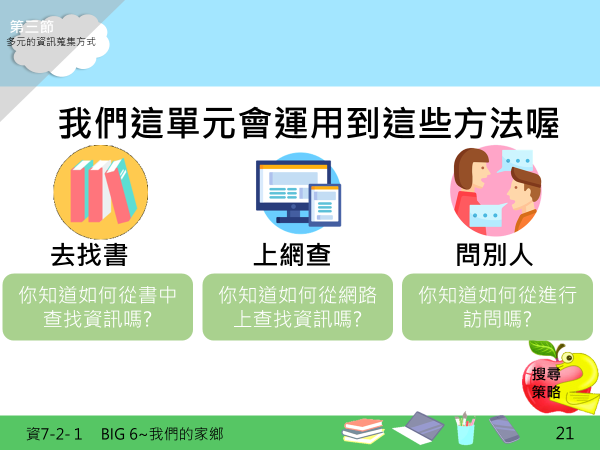 第三節
多元的資訊蒐集方式
我們這單元會運用到這些方法喔
去找書
上網查
問別人
你知道如何從書中
查找資訊嗎?
你知道如何從網路
上查找資訊嗎?
你知道如何從進行
訪問嗎?
2
搜尋
策略
資7-2-1 BIG 6~我們的家鄉
21